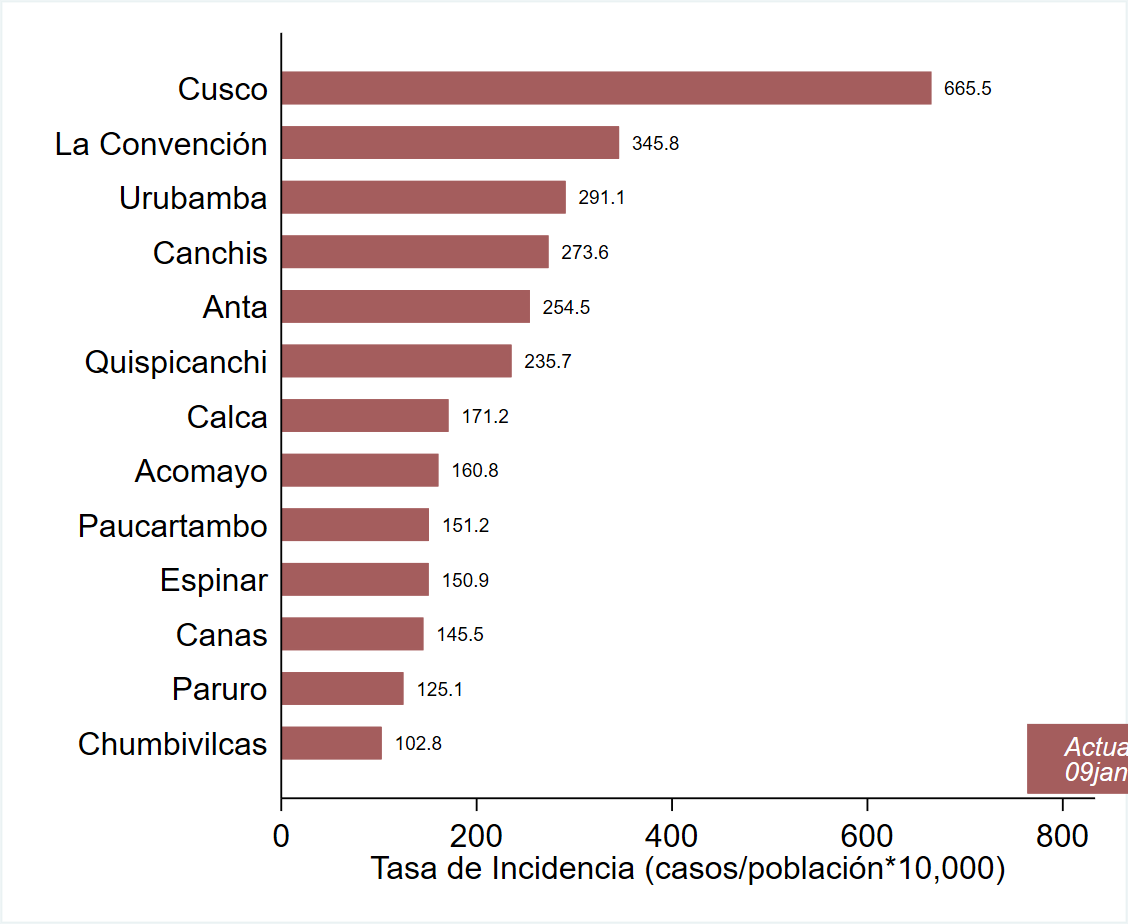 Cusco 665.5
La Convención 345.8
Urubamba 291.1
Canchis 273.6
Anta 254.5
Quispicanchi 235.7
Calca 171.2
Acomayo 160.8
Paucartambo 151.2
Espinar 150.9
Canas 145.5
Paruro 125.1
Chumbivilcas 102.8
Actua
09jan
0 200 400 600 800
Tasa de Incidencia (casos/población*10,000)